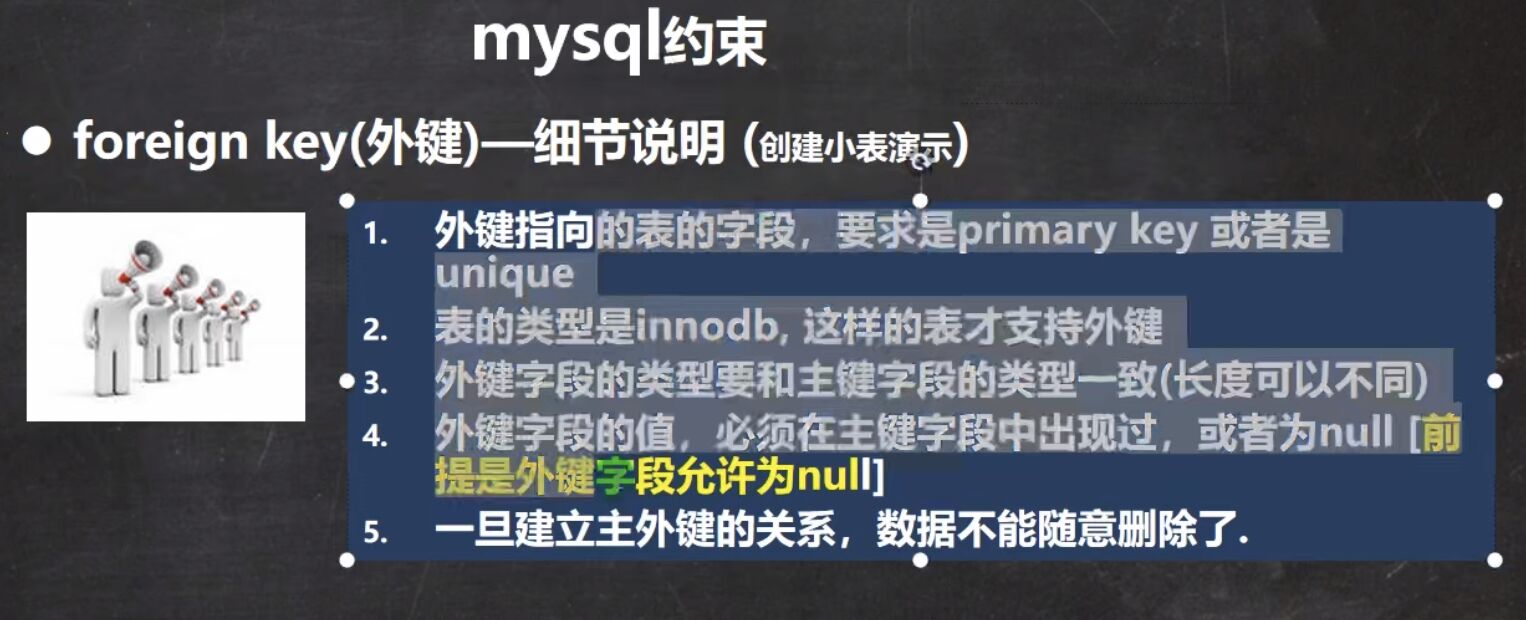 mysql约束
● foreign key(外键)—细节说明 (创建小表演示)
1. 外键指向的表的字段，要求是primary key 或者是
unique
2. 表的类型是innodb, 这样的表才支持外键
3. 外键字段的类型要和主键字段的类型一致(长度可以不同)
4. 外键字段的值，必须在主键字段中出现过，或者为null [前
提是外键字段允许为null]
5. 一旦建立主外键的关系，数据不能随意删除了.